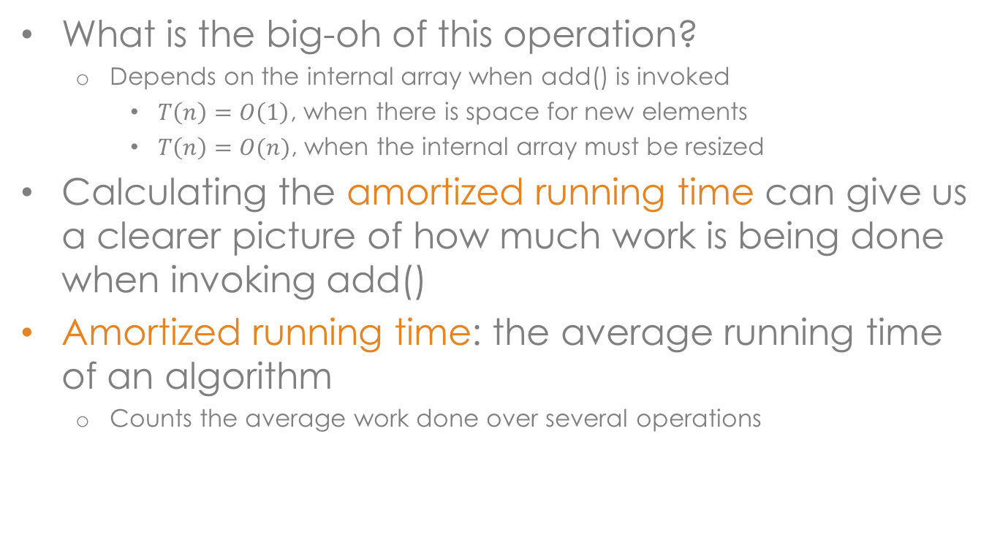 • What is the big-oh of this operation?
o Depends on the internal array when add() is invoked
• T(n) = O(1), when there is space for new elements
• T(n) = O(n), when the internal array must be resized
• Calculating the amortized running time can give us
a clearer picture of how much work is being done
when invoking add()
• Amortized running time: the average running time
of an algorithm
o Counts the average work done over several operations